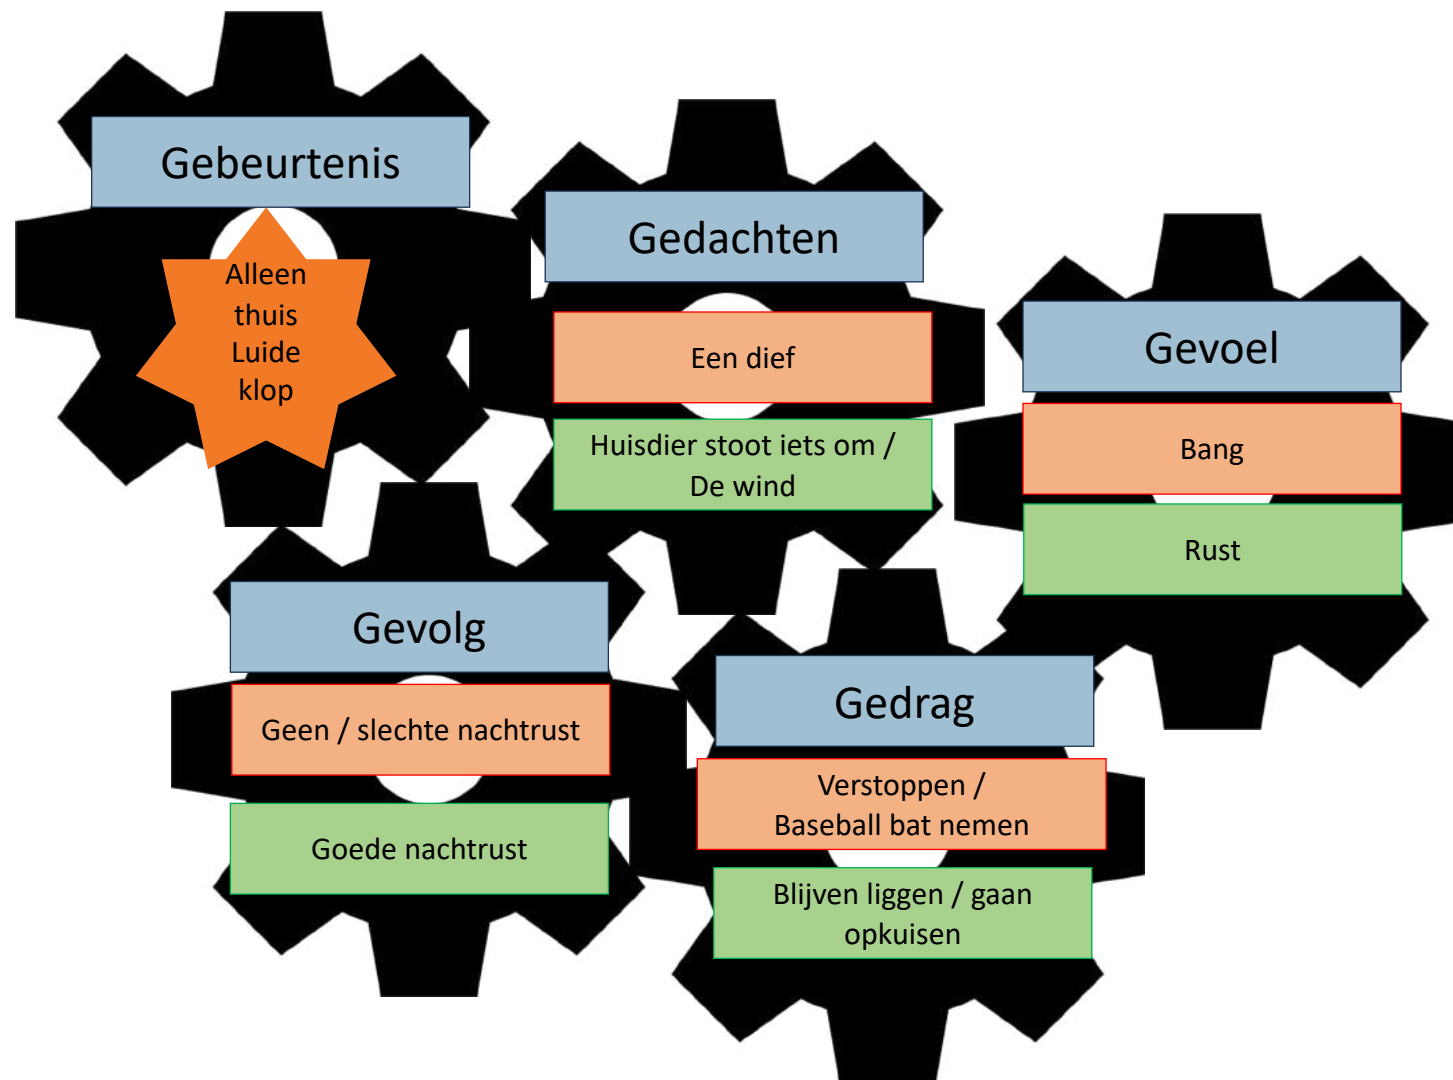 Gebeurtenis
Alleen
thuis
Luide
klop
Gedachten
Een dief
Huisdier stoot iets om /
De wind
Gevoel
Bang
Rust
Gedrag
Verstoppen /
Baseball bat nemen
Blijven liggen / gaan
opkuisen
Gevolg
Geen / slechte nachtrust
Goede nachtrust